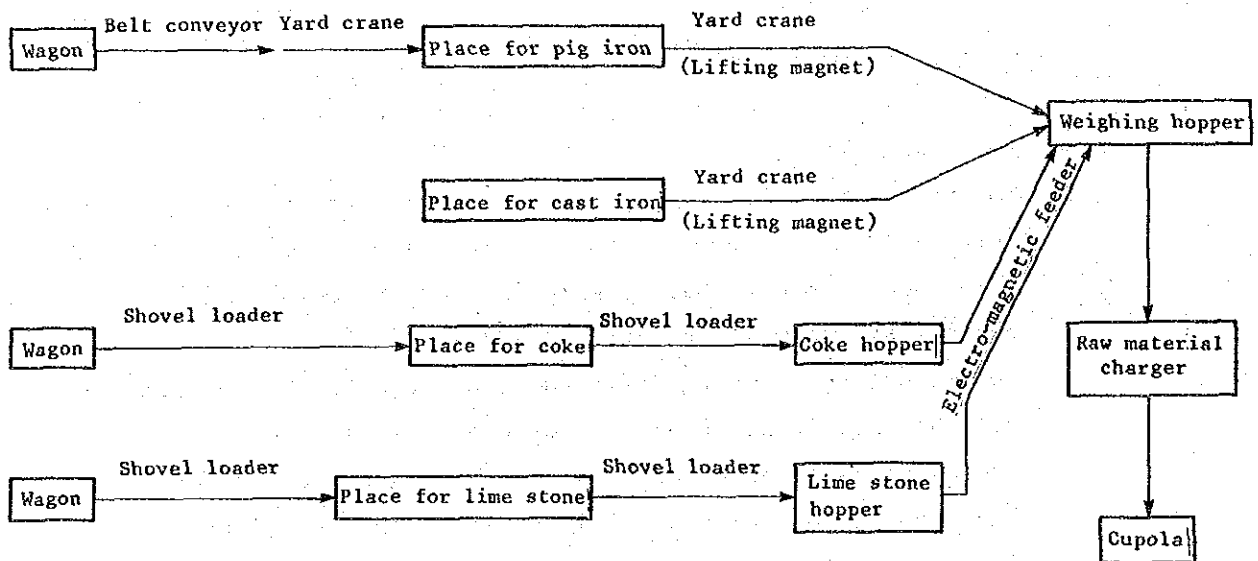 Belt conveyor Yard crane
Wagon
Place for pig iron
Yard crane
(Lifting magnet)
Weighing hopper
Place for cast iron
Yard crane
(Lifting magnet)
Electro-magnetic feeder
Wagon
Shovel loader
Place for coke
Shovel loader
Coke hopper
Raw material
charger
Wagon
Shovel loader
Place for lime stone
Shovel loader
Lime stone
hopper
Cupola